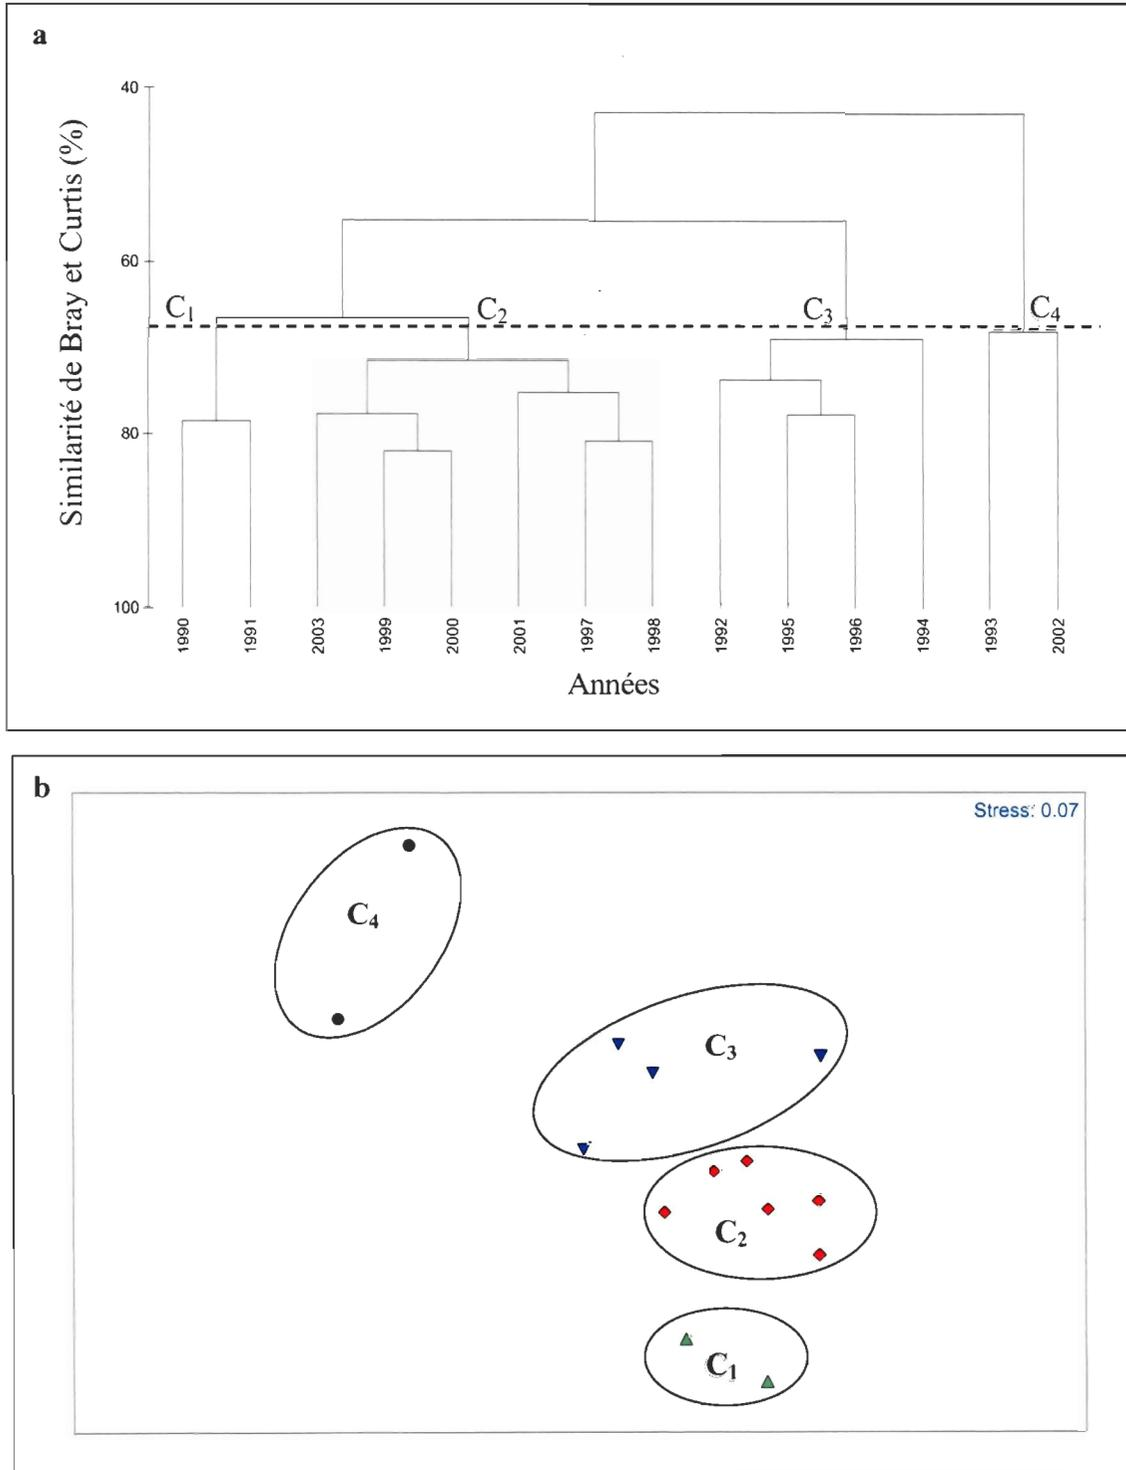 a
Similarité de Bray et Curtis (%)
40
60
80
100
C1
C2
C3
C4
1990
1991
2003
1999
2000
2001
1997
1998
1992
1995
1996
1994
1993
2002
Années
b
Stress: 0.07
C4
C3
C2
C1